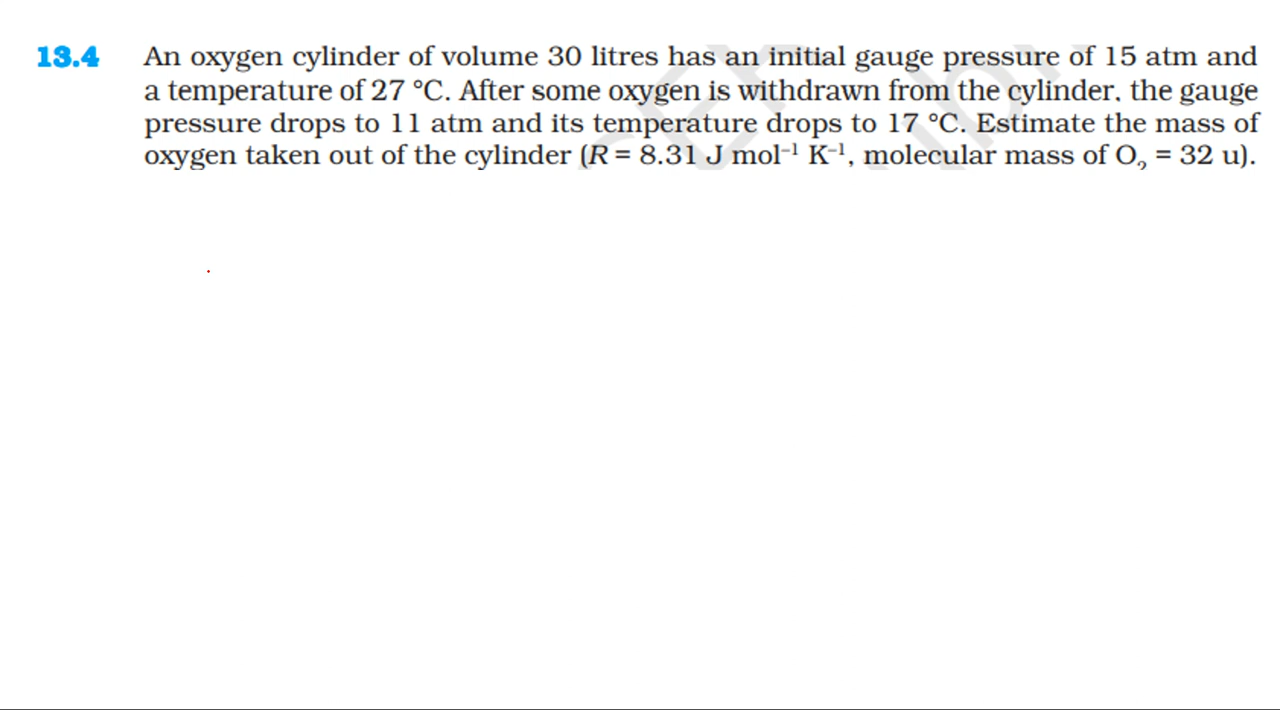 13.4 An oxygen cylinder of volume 30 litres has an initial gauge pressure of 15 atm and
a temperature of 27 °C. After some oxygen is withdrawn from the cylinder, the gauge
pressure drops to 11 atm and its temperature drops to 17 °C. Estimate the mass of
oxygen taken out of the cylinder (R = 8.31 J mol⁻¹ K⁻¹, molecular mass of O₂ = 32 u).